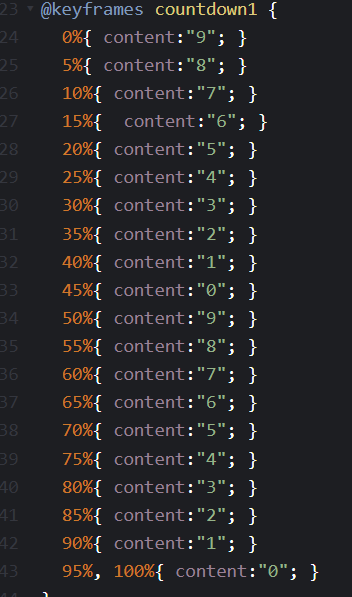 23 @keyframes countdown1 {
24 0%{ content:"9"; }
25 5%{ content:"8"; }
26 10%{ content:"7"; }
27 15%{  content:"6"; }
28 20%{ content:"5"; }
29 25%{ content:"4"; }
30 30%{ content:"3"; }
31 35%{ content:"2"; }
32 40%{ content:"1"; }
33 45%{ content:"0"; }
34 50%{ content:"9"; }
35 55%{ content:"8"; }
36 60%{ content:"7"; }
37 65%{ content:"6"; }
38 70%{ content:"5"; }
39 75%{ content:"4"; }
40 80%{ content:"3"; }
41 85%{ content:"2"; }
42 90%{ content:"1"; }
43 95%, 100%{ content:"0"; }